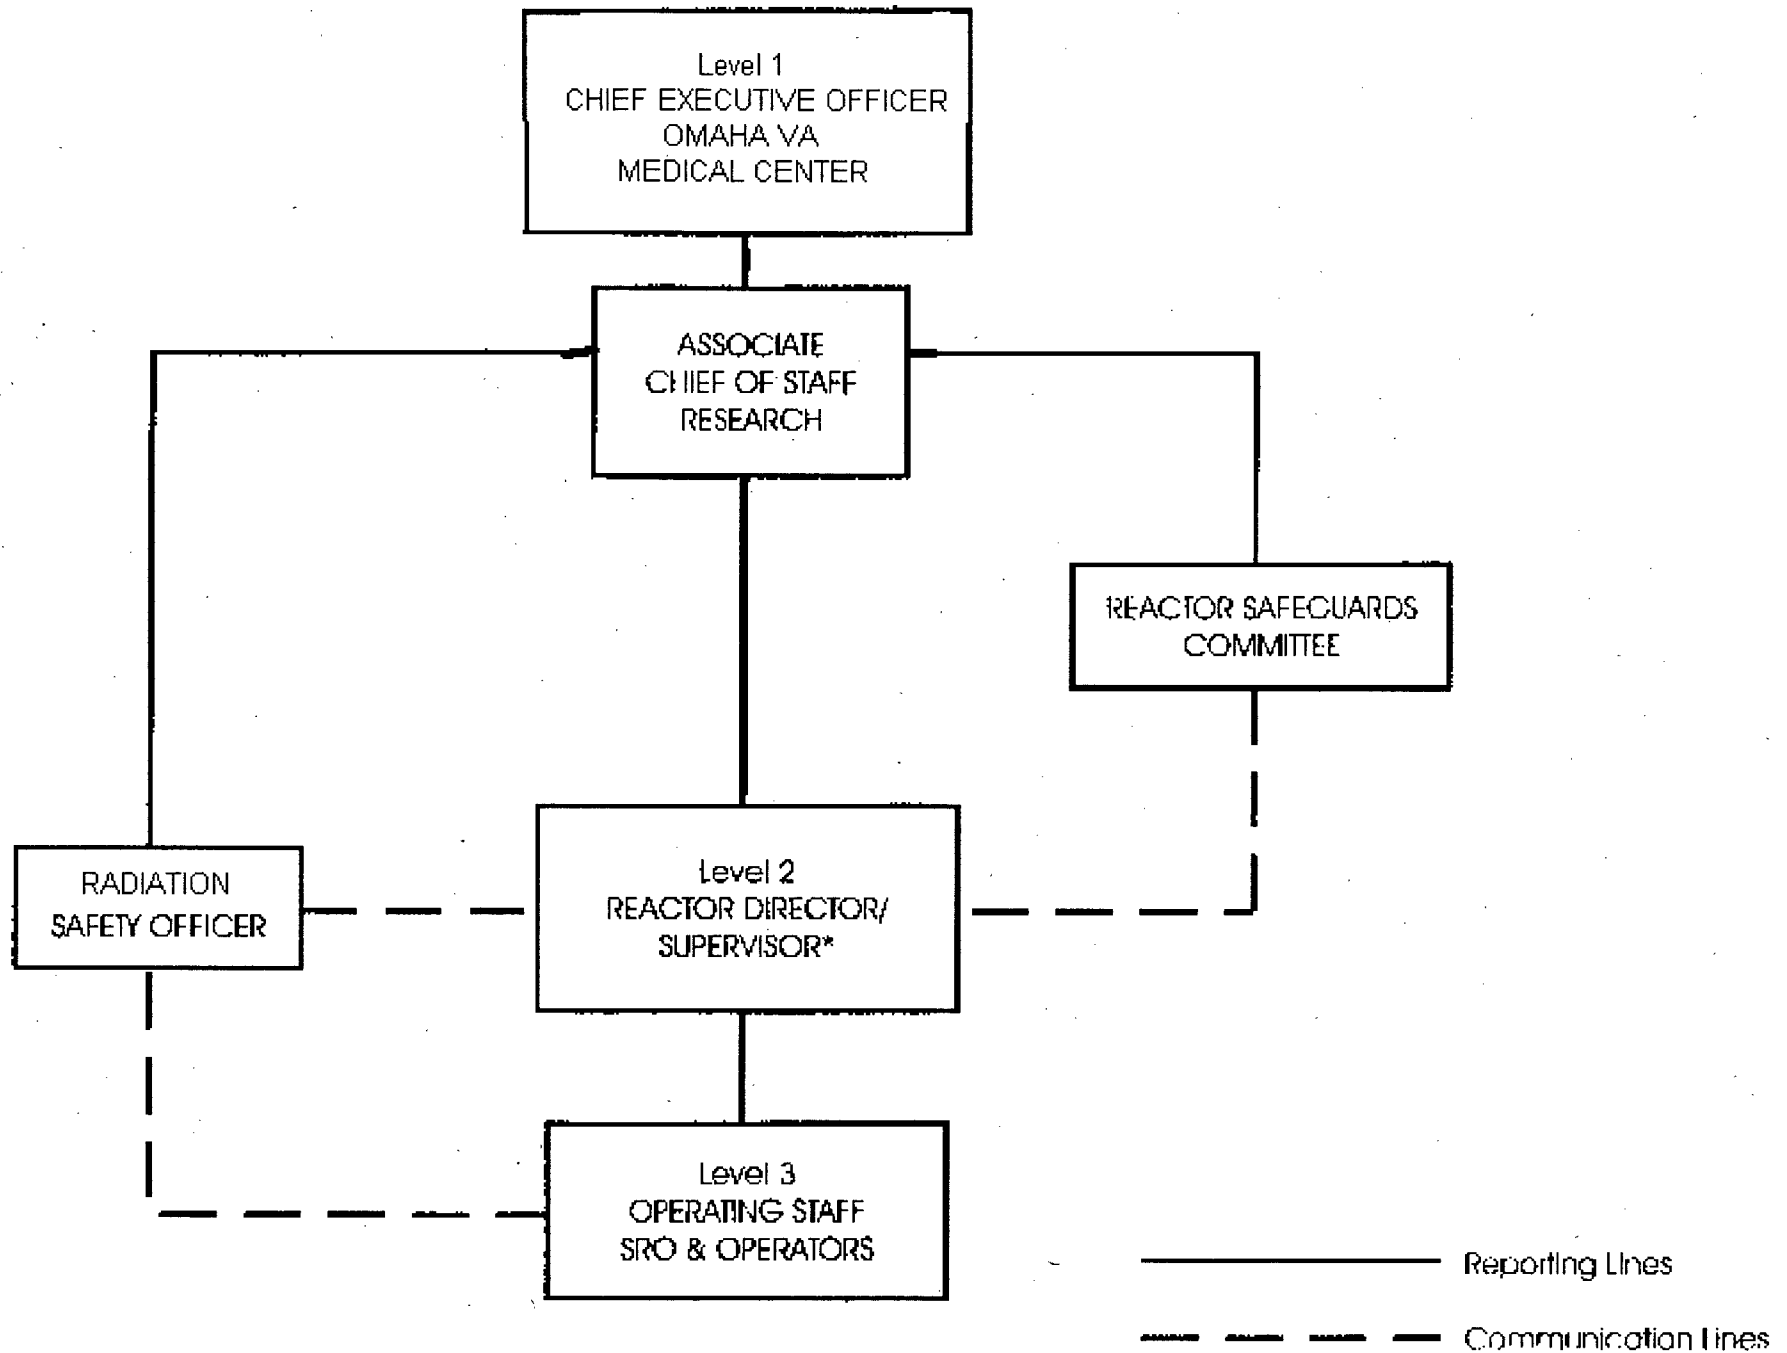 Level 1
CHIEF EXECUTIVE OFFICER
OMAHA VA
MEDICAL CENTER
ASSOCIATE
CHIEF OF STAFF
RESEARCH
REACTOR SAFEGUARDS
COMMITTEE
RADIATION
SAFETY OFFICER
Level 2
REACTOR DIRECTOR/
SUPERVISOR*
Level 3
OPERATING STAFF
SRO & OPERATORS
Reporting Lines
Communication Lines